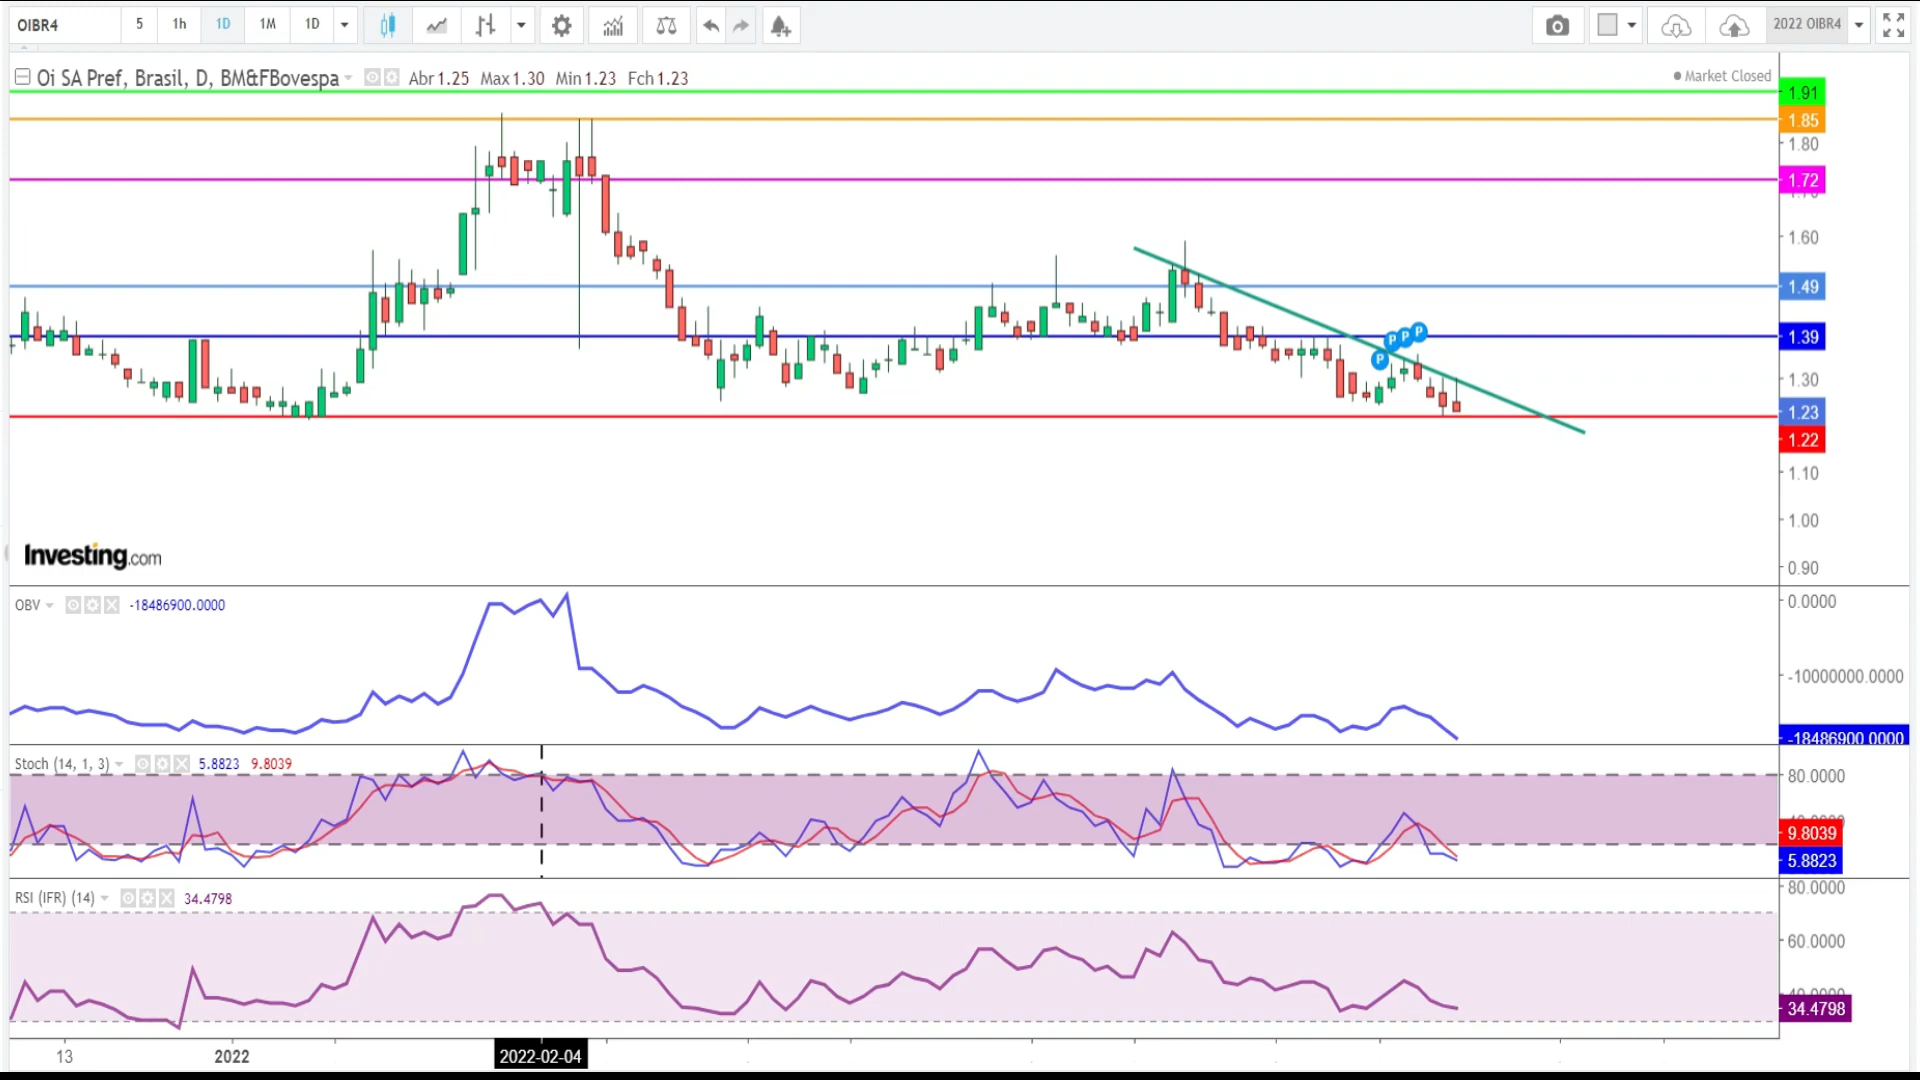 OIBR4 5 1h 1D 1M 1D 2022 OIBR4
Oi SA Pref, Brasil, D, BM&FBovespa Abr 1.25 Max 1.30 Min 1.23 Fch 1.23
Market Closed
1.91
1.85
1.80
1.72
1.60
1.49
P P P
1.39
P
1.30
1.23
1.22
1.10
1.00
Investing.com
0.90
OBV -18486900.0000
0.0000
-10000000.0000
-18486900.0000
Stoch (14, 1, 3) 5.8823 9.8039
80.0000
9.8039
5.8823
RSI (IFR) (14) 34.4798
80.0000
60.0000
34.4798
13 2022 2022-02-04